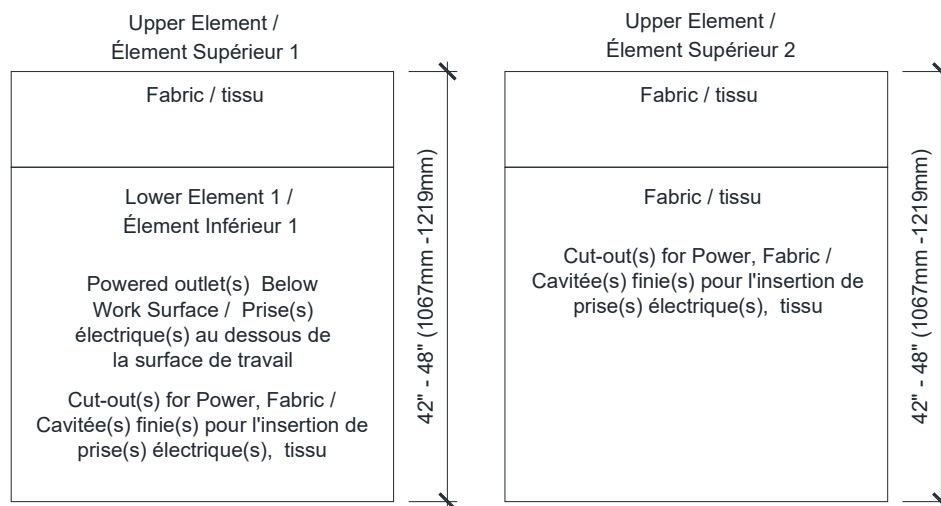 Upper Element /
Élement Supérieur 1
Fabric / tissu
Lower Element 1 /
Élement Inférieur 1
Powered outlet(s)  Below
Work Surface /  Prise(s)
électrique(s) au dessous de
la surface de travail
Cut-out(s) for Power, Fabric /
Cavitée(s) finie(s) pour l'insertion de
prise(s) électrique(s),  tissu
42" - 48" (1067mm -1219mm)
Upper Element /
Élement Supérieur 2
Fabric / tissu
Fabric / tissu
Cut-out(s) for Power, Fabric /
Cavitée(s) finie(s) pour l'insertion de
prise(s) électrique(s),  tissu
42" - 48" (1067mm -1219mm)